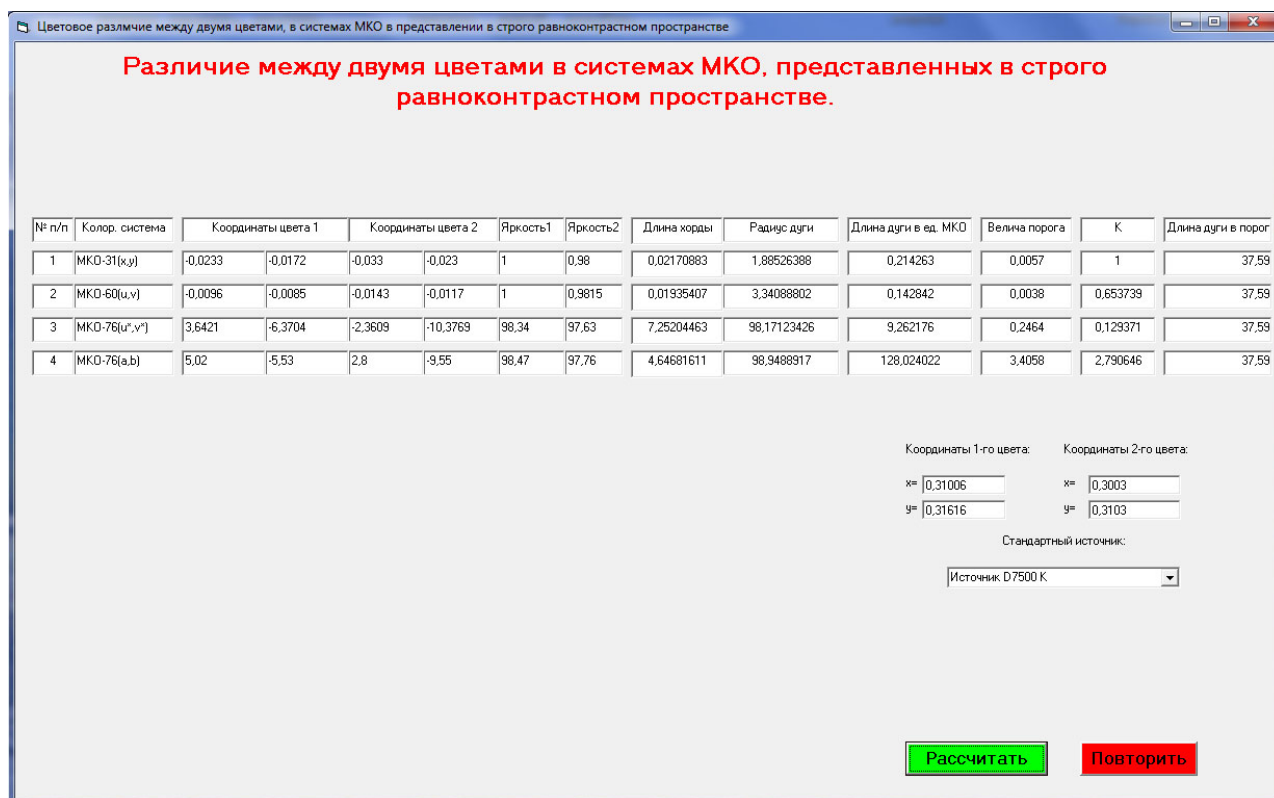 Цветовое разлмчие между двумя цветами, в системах МКО в представлении в строго равноконтрастном пространстве
Различие между двумя цветами в системах МКО, представленных в строго
равноконтрастном пространстве.
№ п/п Колор. система Координаты цвета 1 Координаты цвета 2 Яркость1 Яркость2 Длина хорды Радиус дуги Длина дуги в ед. МКО Велича порога К Длина дуги в порог
1 МКО-31(x,y) -0,0233 -0,0172 -0,033 -0,023 1 0,98 0,02170883 1,88526388 0,214263 0,0057 1 37,59
2 МКО-60(u,v) -0,0096 -0,0085 -0,0143 -0,0117 1 0,9815 0,01935407 3,34088802 0,142842 0,0038 0,653739 37,59
3 МКО-76(u*,v*) 3,6421 -6,3704 -2,3609 -10,3769 98,34 97,63 7,25204463 98,17123426 9,262176 0,2464 0,129371 37,59
4 МКО-76(a,b) 5,02 -5,53 2,8 -9,55 98,47 97,76 4,64681611 98,9488917 128,024022 3,4058 2,790646 37,59
Координаты 1-го цвета: Координаты 2-го цвета:
x= 0,31006 x= 0,3003
y= 0,31616 y= 0,3103
Стандартный источник:
Источник D7500 K
Рассчитать Повторить